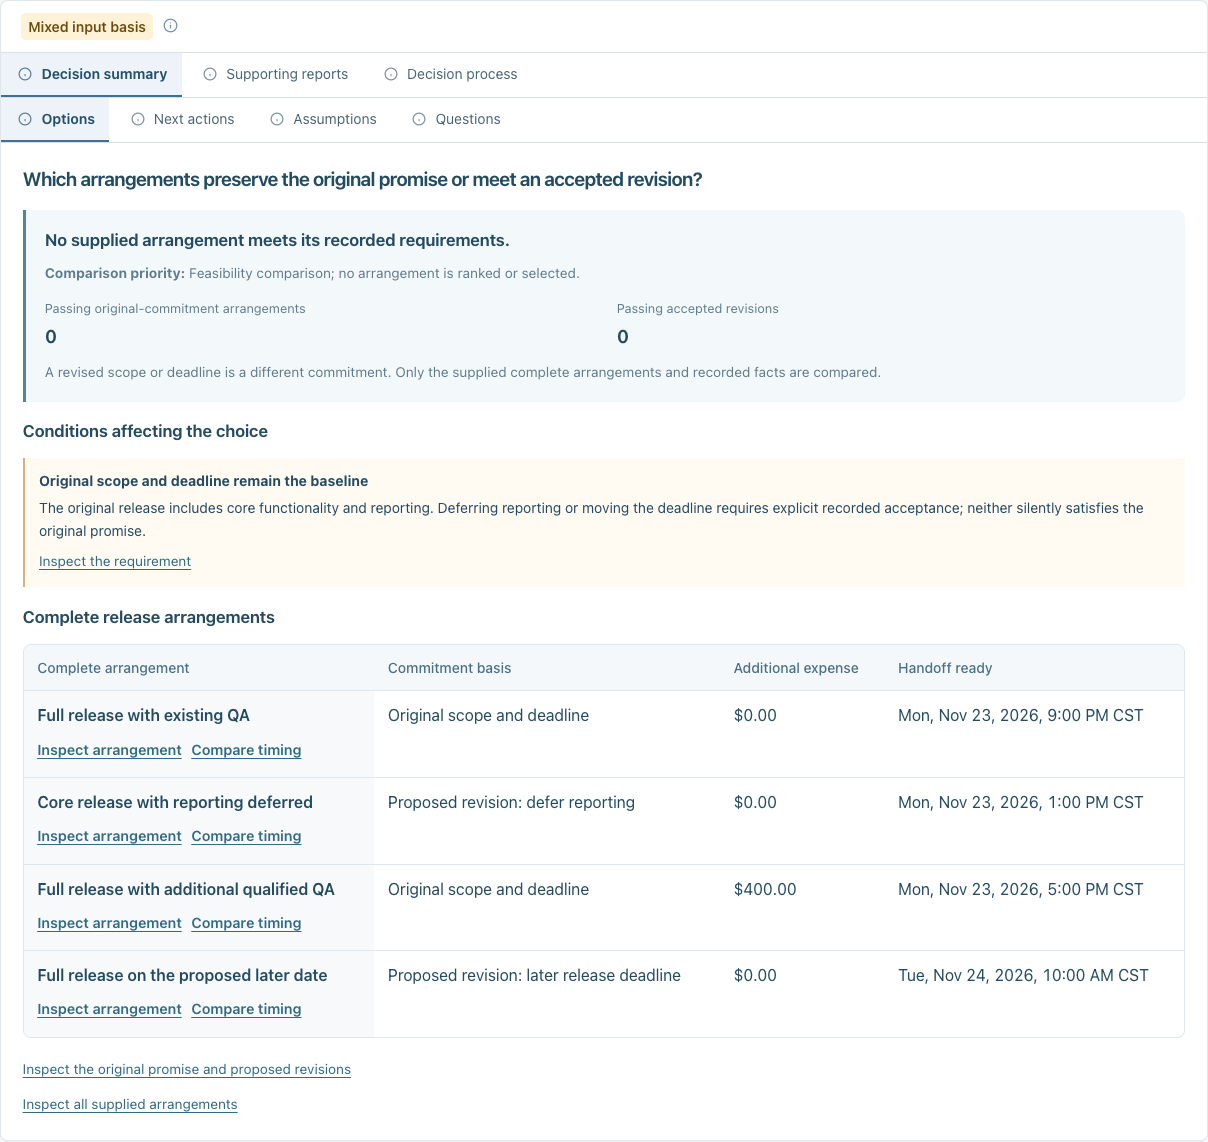 Mixed input basis
Decision summary
Supporting reports
Decision process
Options
Next actions
Assumptions
Questions
Which arrangements preserve the original promise or meet an accepted revision?
No supplied arrangement meets its recorded requirements.
Comparison priority: Feasibility comparison; no arrangement is ranked or selected.
Passing original-commitment arrangements
0
Passing accepted revisions
0
A revised scope or deadline is a different commitment. Only the supplied complete arrangements and recorded facts are compared.
Conditions affecting the choice
Original scope and deadline remain the baseline
The original release includes core functionality and reporting. Deferring reporting or moving the deadline requires explicit recorded acceptance; neither silently satisfies the
original promise.
Inspect the requirement
Complete release arrangements
Complete arrangement Commitment basis Additional expense Handoff ready
Full release with existing QA Original scope and deadline $0.00 Mon, Nov 23, 2026, 9:00 PM CST
Inspect arrangement Compare timing
Core release with reporting deferred Proposed revision: defer reporting $0.00 Mon, Nov 23, 2026, 1:00 PM CST
Inspect arrangement Compare timing
Full release with additional qualified QA Original scope and deadline $400.00 Mon, Nov 23, 2026, 5:00 PM CST
Inspect arrangement Compare timing
Full release on the proposed later date Proposed revision: later release deadline $0.00 Tue, Nov 24, 2026, 10:00 AM CST
Inspect arrangement Compare timing
Inspect the original promise and proposed revisions
Inspect all supplied arrangements